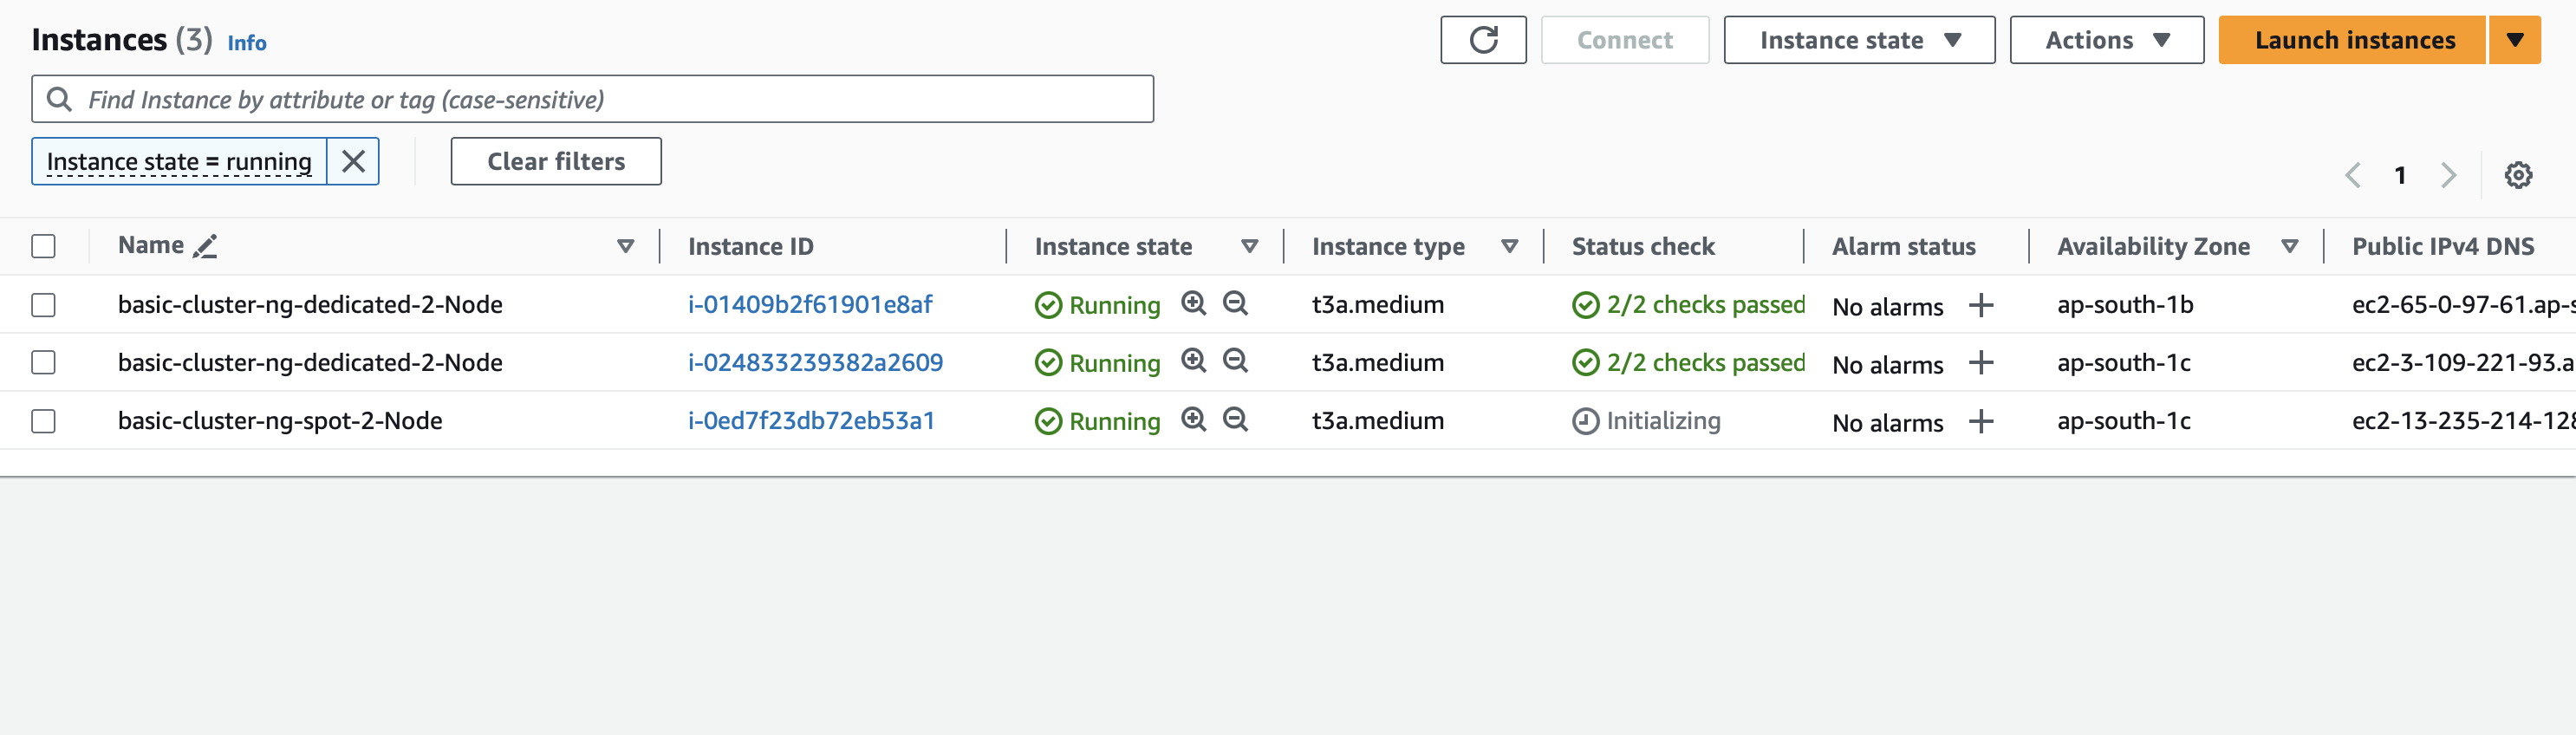 Instances (3) Info
Connect
Instance state
Actions
Launch instances
Find Instance by attribute or tag (case-sensitive)
Instance state = running
Clear filters
1
Name Instance ID Instance state Instance type Status check Alarm status Availability Zone Public IPv4 DNS
basic-cluster-ng-dedicated-2-Node i-01409b2f61901e8af Running t3a.medium 2/2 checks passed No alarms ap-south-1b ec2-65-0-97-61.ap-s
basic-cluster-ng-dedicated-2-Node i-024833239382a2609 Running t3a.medium 2/2 checks passed No alarms ap-south-1c ec2-3-109-221-93.a
basic-cluster-ng-spot-2-Node i-0ed7f23db72eb53a1 Running t3a.medium Initializing No alarms ap-south-1c ec2-13-235-214-128